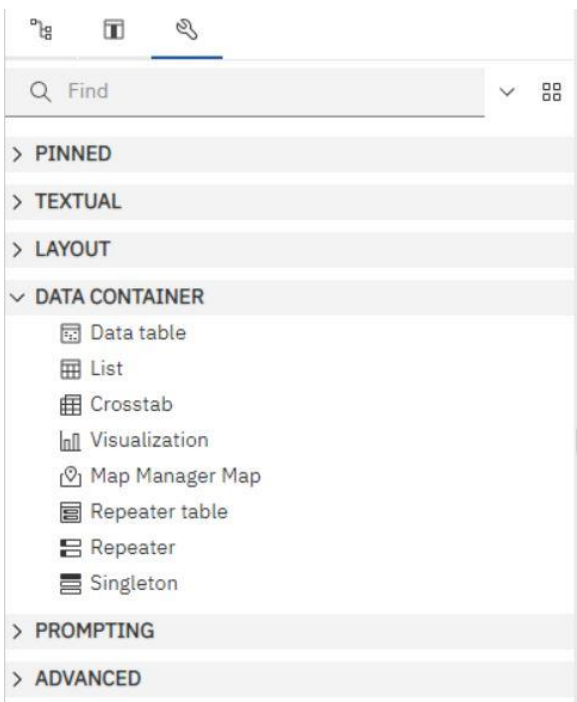 Find
PINNED
TEXTUAL
LAYOUT
DATA CONTAINER
Data table
List
Crosstab
Visualization
Map Manager Map
Repeater table
Repeater
Singleton
PROMPTING
ADVANCED